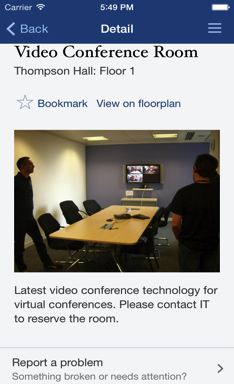 Carrier 5:49 PM
Back Detail
Video Conference Room
Thompson Hall: Floor 1
Bookmark View on floorplan
Latest video conference technology for
virtual conferences. Please contact IT
to reserve the room.
Report a problem
Something broken or needs attention?